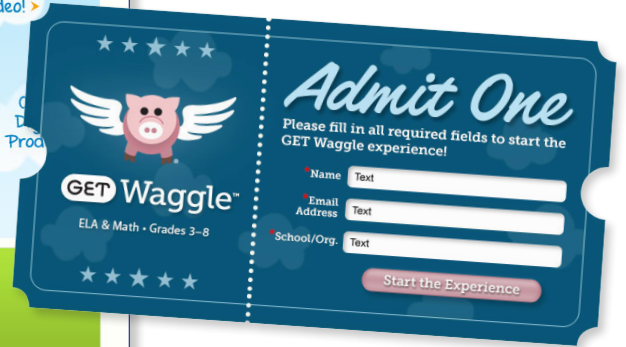 deo! >
Prod
GET Waggle™
ELA & Math • Grades 3–8
Admit One
Please fill in all required fields to start the
GET Waggle experience!
*Name Text
*Email
Address Text
*School/Org. Text
Start the Experience